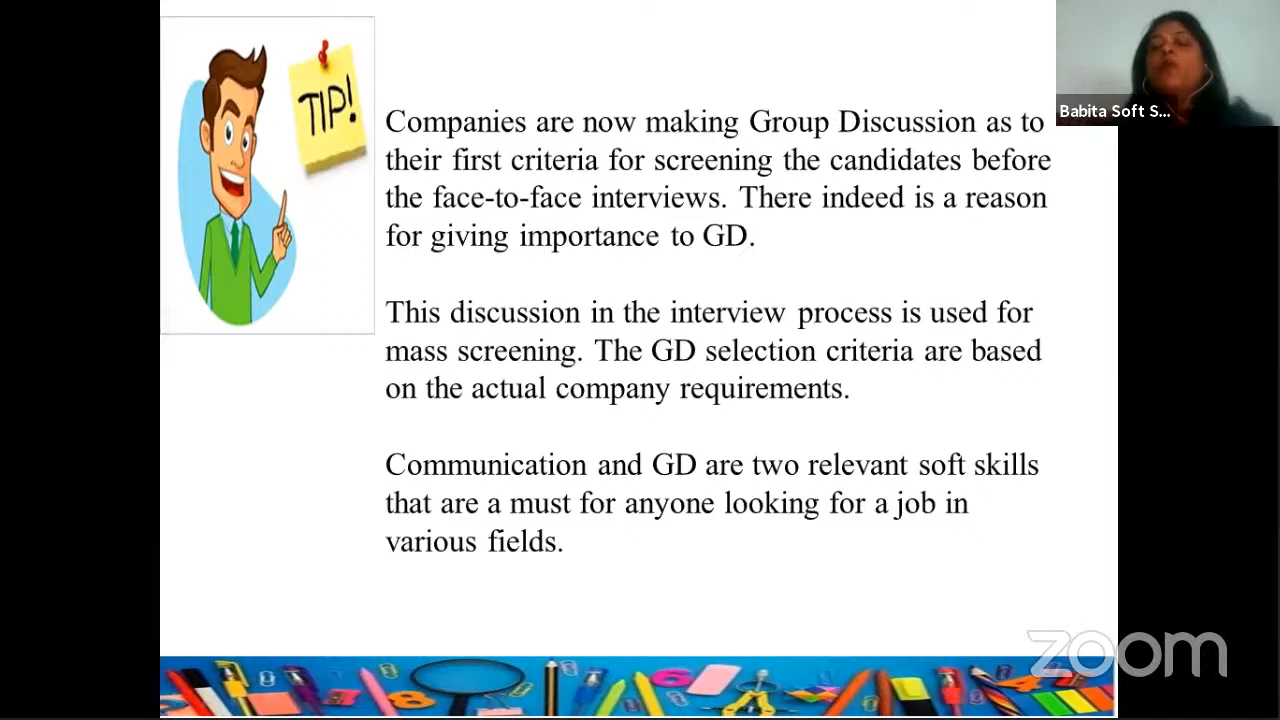 TIP!
Companies are now making Group Discussion as to
their first criteria for screening the candidates before
the face-to-face interviews. There indeed is a reason
for giving importance to GD.
This discussion in the interview process is used for
mass screening. The GD selection criteria are based
on the actual company requirements.
Communication and GD are two relevant soft skills
that are a must for anyone looking for a job in
various fields.
Babita Soft S...
zoom
8
6
4